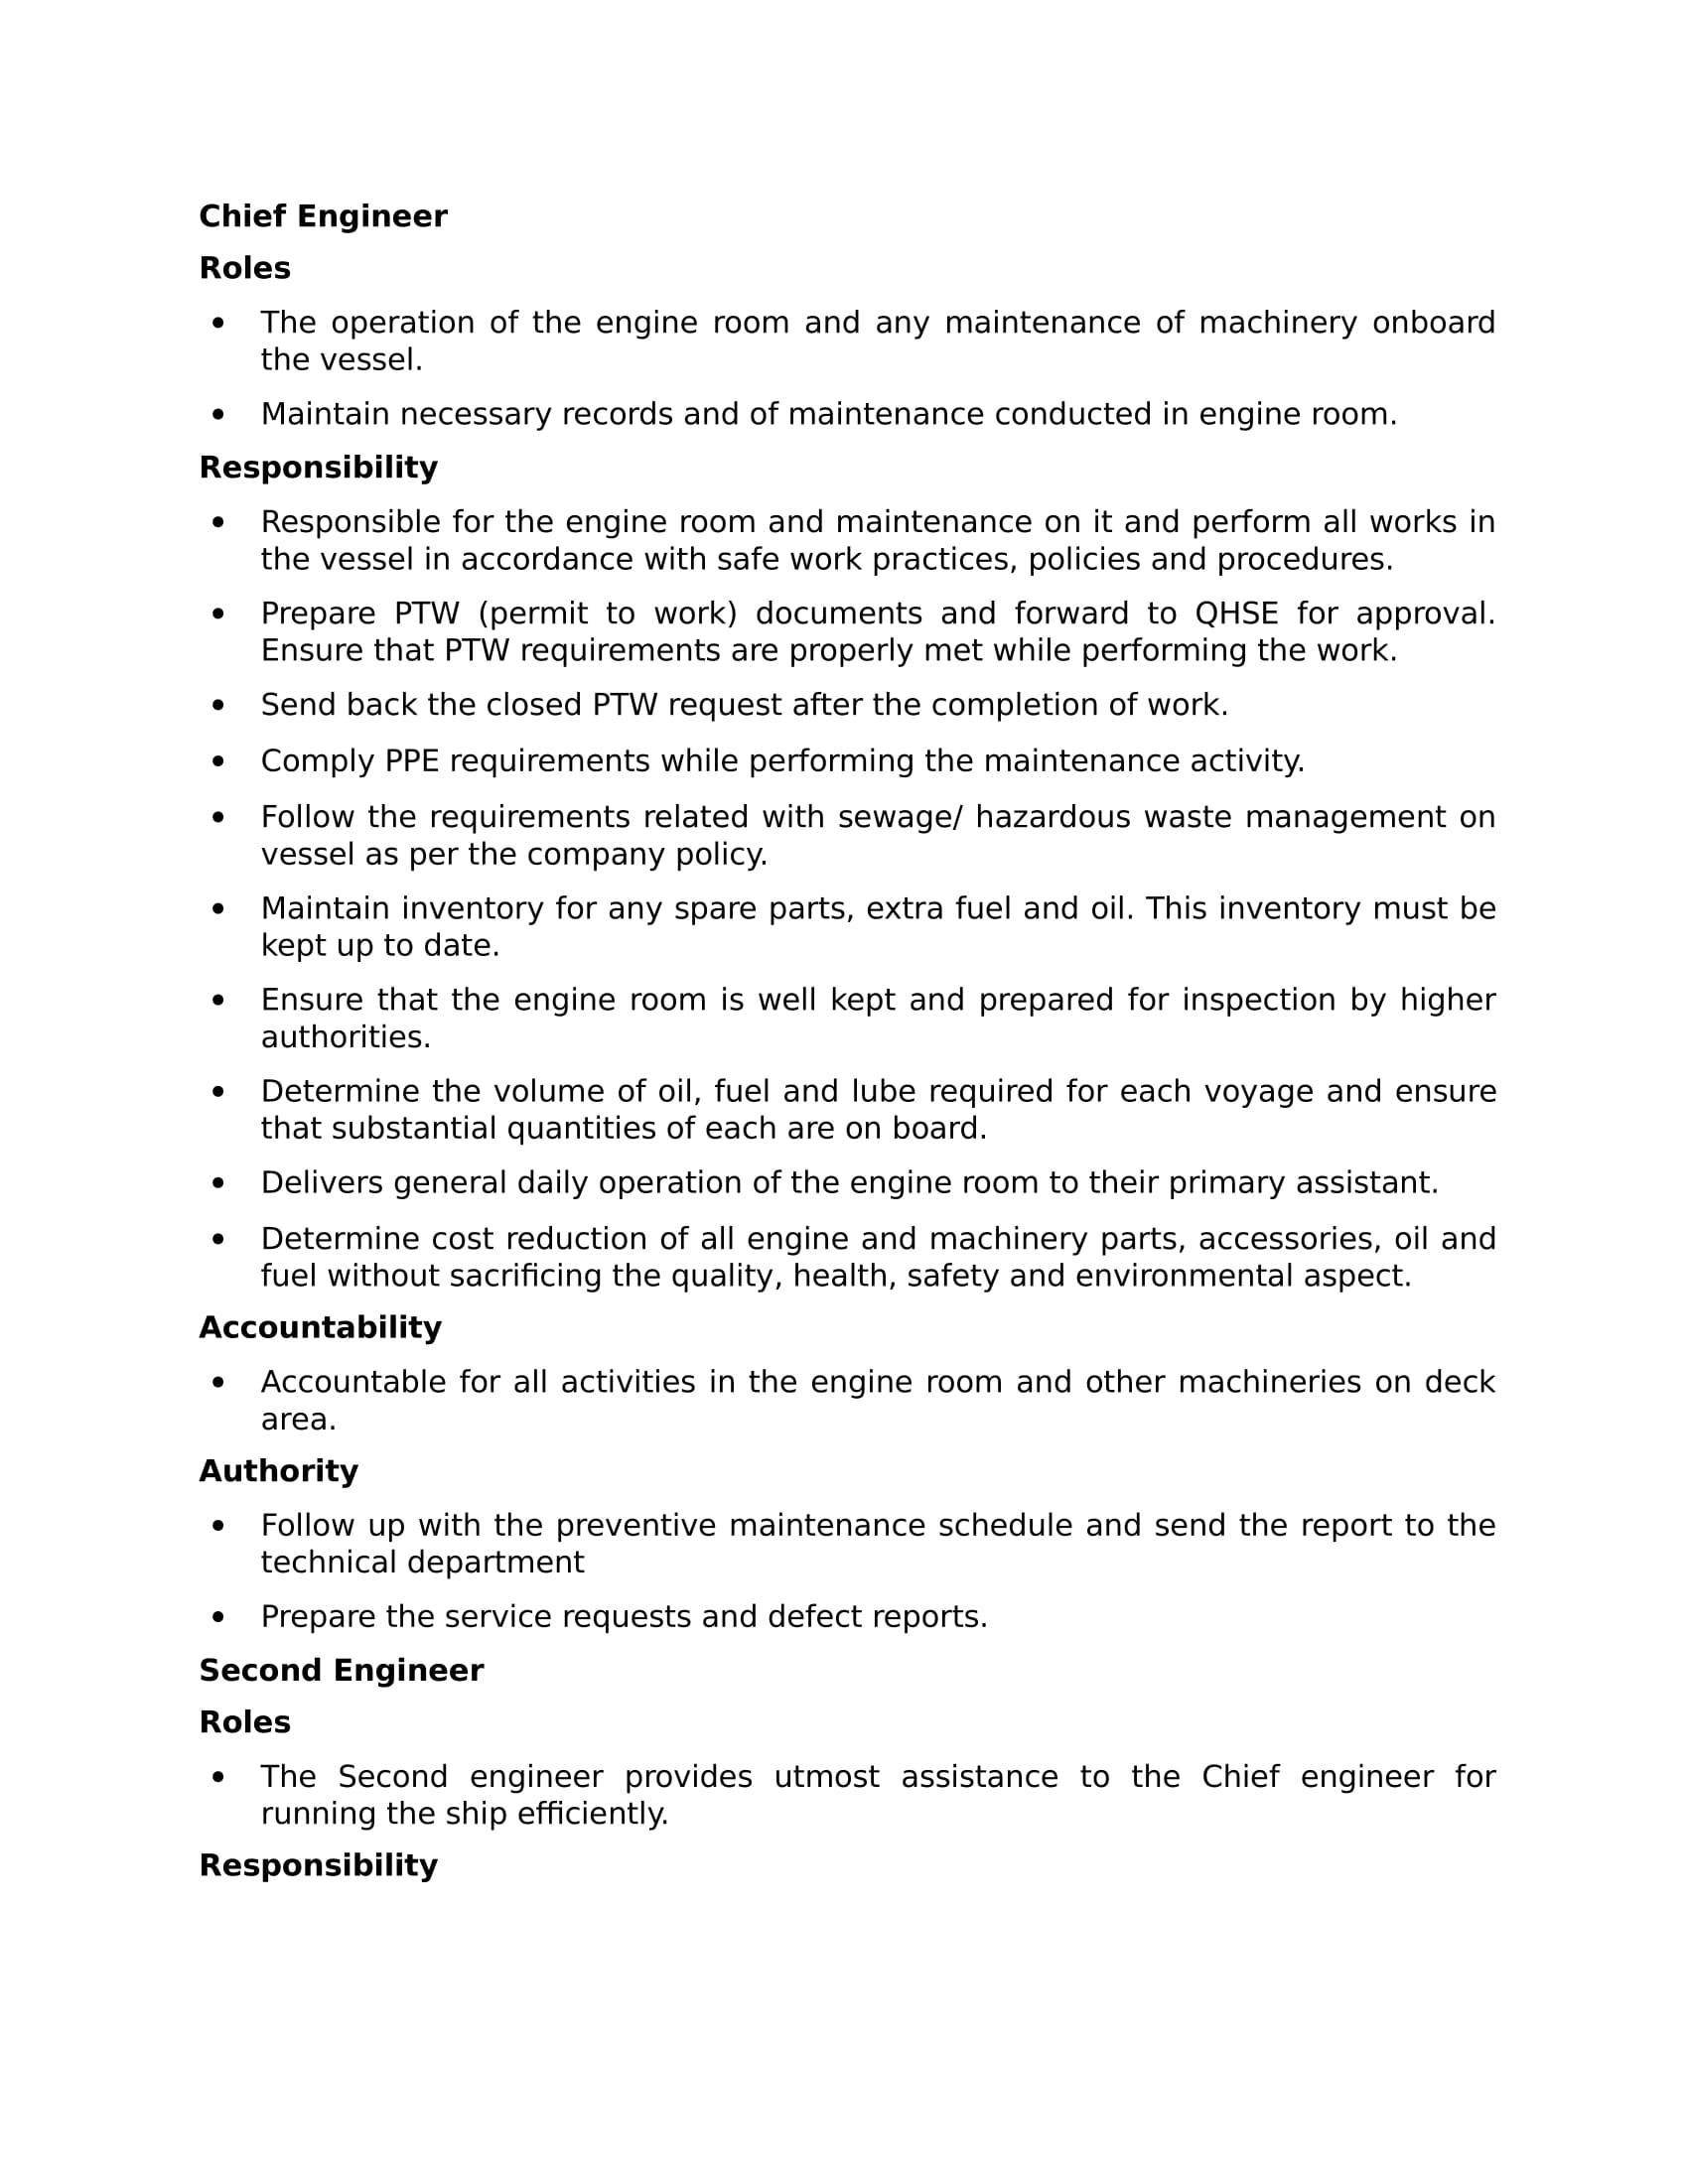 Chief Engineer
Roles
• The operation of the engine room and any maintenance of machinery onboard
the vessel.
• Maintain necessary records and of maintenance conducted in engine room.
Responsibility
• Responsible for the engine room and maintenance on it and perform all works in
the vessel in accordance with safe work practices, policies and procedures.
• Prepare PTW (permit to work) documents and forward to QHSE for approval.
Ensure that PTW requirements are properly met while performing the work.
• Send back the closed PTW request after the completion of work.
• Comply PPE requirements while performing the maintenance activity.
• Follow the requirements related with sewage/ hazardous waste management on
vessel as per the company policy.
• Maintain inventory for any spare parts, extra fuel and oil. This inventory must be
kept up to date.
• Ensure that the engine room is well kept and prepared for inspection by higher
authorities.
• Determine the volume of oil, fuel and lube required for each voyage and ensure
that substantial quantities of each are on board.
• Delivers general daily operation of the engine room to their primary assistant.
• Determine cost reduction of all engine and machinery parts, accessories, oil and
fuel without sacrificing the quality, health, safety and environmental aspect.
Accountability
• Accountable for all activities in the engine room and other machineries on deck
area.
Authority
• Follow up with the preventive maintenance schedule and send the report to the
technical department
• Prepare the service requests and defect reports.
Second Engineer
Roles
• The Second engineer provides utmost assistance to the Chief engineer for
running the ship efficiently.
Responsibility